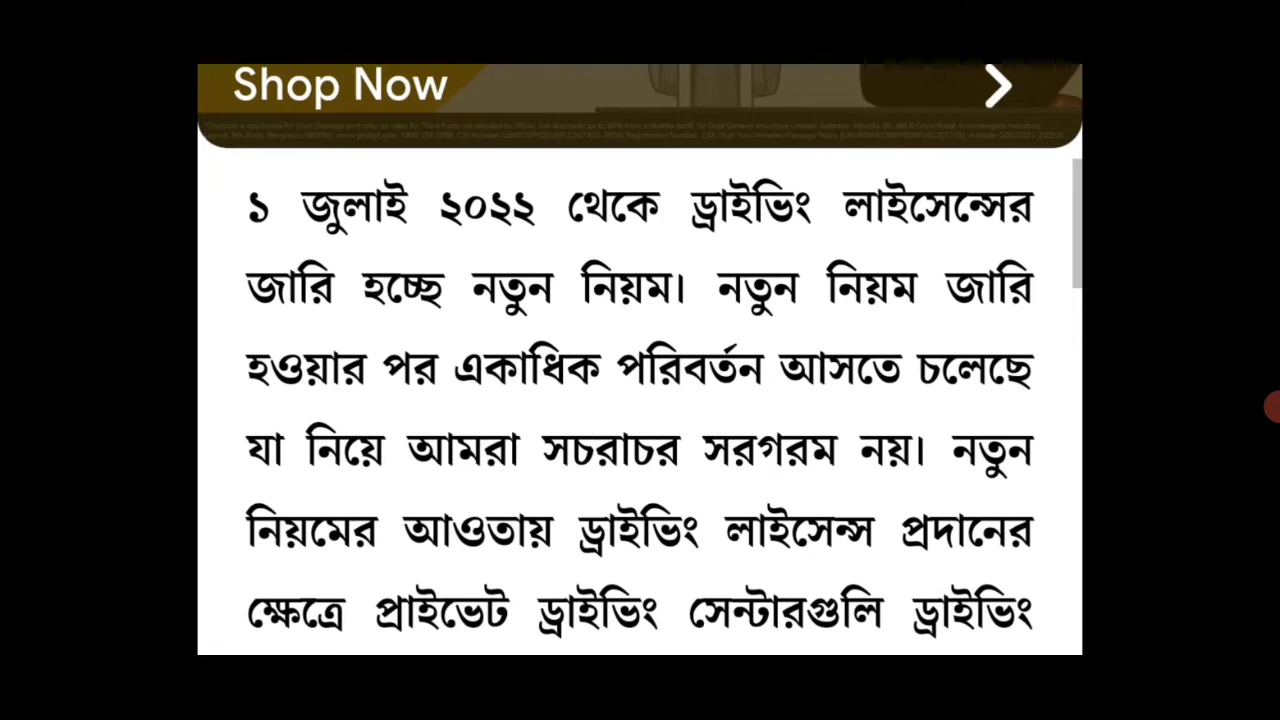 Shop Now
১ জুলাই ২০২২ থেকে ড্রাইভিং লাইসেন্সের
জারি হচ্ছে নতুন নিয়ম। নতুন নিয়ম জারি
হওয়ার পর একাধিক পরিবর্তন আসতে চলেছে
যা নিয়ে আমরা সচরাচর সরগরম নয়। নতুন
নিয়মের আওতায় ড্রাইভিং লাইসেন্স প্রদানের
ক্ষেত্রে প্রাইভেট ড্রাইভিং সেন্টারগুলি ড্রাইভিং